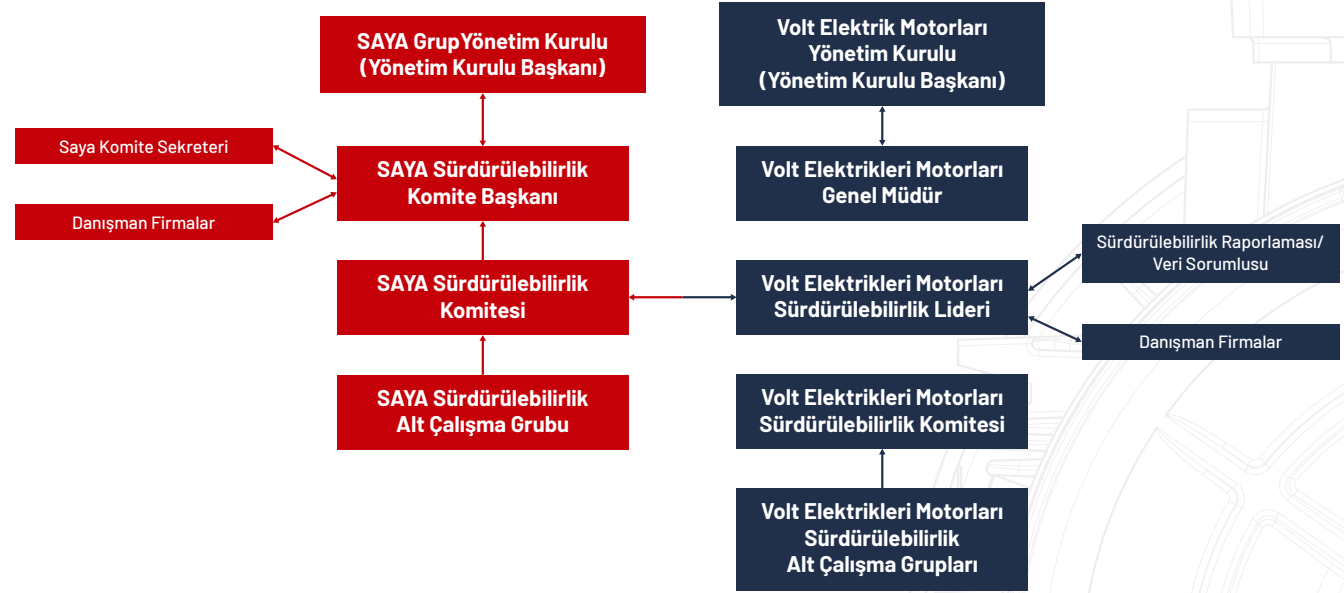 SAYA GrupYönetim Kurulu
(Yönetim Kurulu Başkanı)
Saya Komite Sekreteri
Danışman Firmalar
SAYA Sürdürülebilirlik
Komite Başkanı
SAYA Sürdürülebilirlik
Komitesi
SAYA Sürdürülebilirlik
Alt Çalışma Grubu
Volt Elektrik Motorları
Yönetim Kurulu
(Yönetim Kurulu Başkanı)
Volt Elektrikleri Motorları
Genel Müdür
Volt Elektrikleri Motorları
Sürdürülebilirlik Lideri
Sürdürülebilirlik Raporlaması/
Veri Sorumlusu
Danışman Firmalar
Volt Elektrikleri Motorları
Sürdürülebilirlik Komitesi
Volt Elektrikleri Motorları
Sürdürülebilirlik
Alt Çalışma Grupları